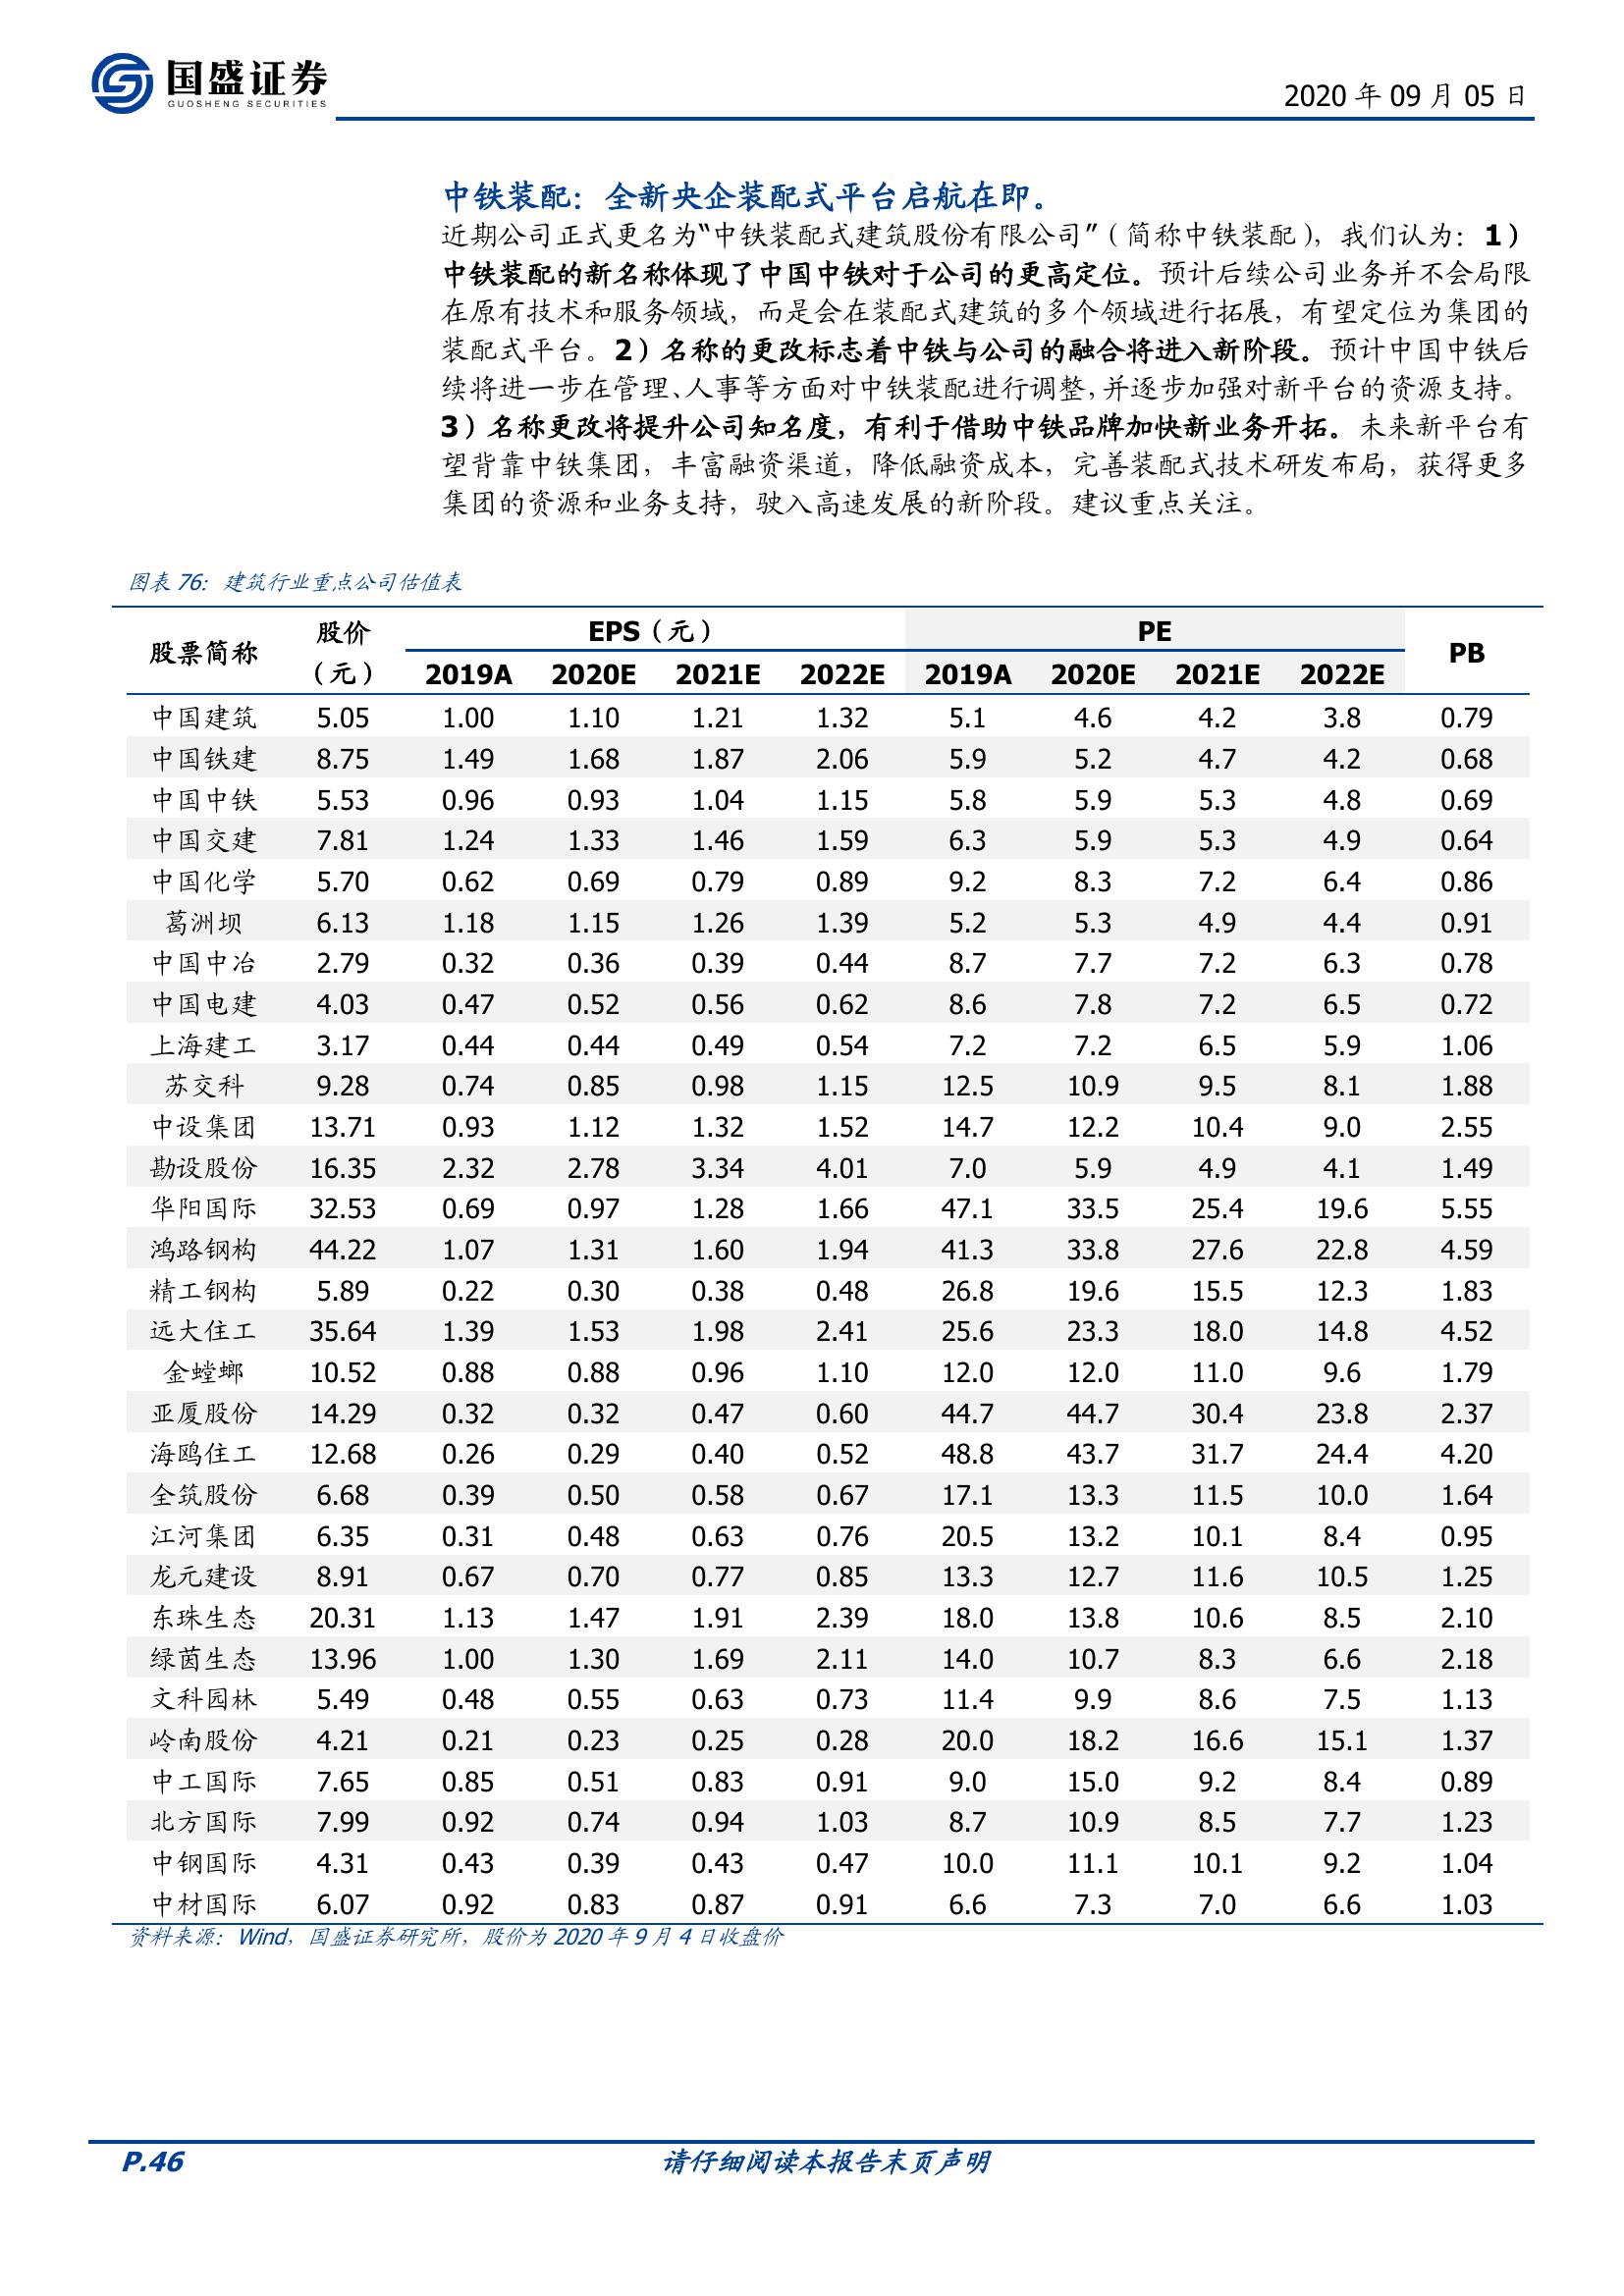 国盛证券
GUOSHENG SECURITIES
2020 年 09 月 05 日
中铁装配：全新央企装配式平台启航在即。
近期公司正式更名为“中铁装配式建筑股份有限公司”（简称中铁装配），我们认为：1）
中铁装配的新名称体现了中国中铁对于公司的更高定位。预计后续公司业务并不会局限
在原有技术和服务领域，而是会在装配式建筑的多个领域进行拓展，有望定位为集团的
装配式平台。2）名称的更改标志着中铁与公司的融合将进入新阶段。预计中国中铁后
续将进一步在管理、人事等方面对中铁装配进行调整，并逐步加强对新平台的资源支持。
3）名称更改将提升公司知名度，有利于借助中铁品牌加快新业务开拓。未来新平台有
望背靠中铁集团，丰富融资渠道，降低融资成本，完善装配式技术研发布局，获得更多
集团的资源和业务支持，驶入高速发展的新阶段。建议重点关注。
图表 76：建筑行业重点公司估值表
股票简称 股价（元） EPS（元） PE PB
2019A 2020E 2021E 2022E 2019A 2020E 2021E 2022E
中国建筑 5.05 1.00 1.10 1.21 1.32 5.1 4.6 4.2 3.8 0.79
中国铁建 8.75 1.49 1.68 1.87 2.06 5.9 5.2 4.7 4.2 0.68
中国中铁 5.53 0.96 0.93 1.04 1.15 5.8 5.9 5.3 4.8 0.69
中国交建 7.81 1.24 1.33 1.46 1.59 6.3 5.9 5.3 4.9 0.64
中国化学 5.70 0.62 0.69 0.79 0.89 9.2 8.3 7.2 6.4 0.86
葛洲坝 6.13 1.18 1.15 1.26 1.39 5.2 5.3 4.9 4.4 0.91
中国中冶 2.79 0.32 0.36 0.39 0.44 8.7 7.7 7.2 6.3 0.78
中国电建 4.03 0.47 0.52 0.56 0.62 8.6 7.8 7.2 6.5 0.72
上海建工 3.17 0.44 0.44 0.49 0.54 7.2 7.2 6.5 5.9 1.06
苏交科 9.28 0.74 0.85 0.98 1.15 12.5 10.9 9.5 8.1 1.88
中设集团 13.71 0.93 1.12 1.32 1.52 14.7 12.2 10.4 9.0 2.55
勘设股份 16.35 2.32 2.78 3.34 4.01 7.0 5.9 4.9 4.1 1.49
华阳国际 32.53 0.69 0.97 1.28 1.66 47.1 33.5 25.4 19.6 5.55
鸿路钢构 44.22 1.07 1.31 1.60 1.94 41.3 33.8 27.6 22.8 4.59
精工钢构 5.89 0.22 0.30 0.38 0.48 26.8 19.6 15.5 12.3 1.83
远大住工 35.64 1.39 1.53 1.98 2.41 25.6 23.3 18.0 14.8 4.52
金螳螂 10.52 0.88 0.88 0.96 1.10 12.0 12.0 11.0 9.6 1.79
亚厦股份 14.29 0.32 0.32 0.47 0.60 44.7 44.7 30.4 23.8 2.37
海鸥住工 12.68 0.26 0.29 0.40 0.52 48.8 43.7 31.7 24.4 4.20
全筑股份 6.68 0.39 0.50 0.58 0.67 17.1 13.3 11.5 10.0 1.64
江河集团 6.35 0.31 0.48 0.63 0.76 20.5 13.2 10.1 8.4 0.95
龙元建设 8.91 0.67 0.70 0.77 0.85 13.3 12.7 11.6 10.5 1.25
东珠生态 20.31 1.13 1.47 1.91 2.39 18.0 13.8 10.6 8.5 2.10
绿茵生态 13.96 1.00 1.30 1.69 2.11 14.0 10.7 8.3 6.6 2.18
文科园林 5.49 0.48 0.55 0.63 0.73 11.4 9.9 8.6 7.5 1.13
岭南股份 4.21 0.21 0.23 0.25 0.28 20.0 18.2 16.6 15.1 1.37
中工国际 7.65 0.85 0.51 0.83 0.91 9.0 15.0 9.2 8.4 0.89
北方国际 7.99 0.92 0.74 0.94 1.03 8.7 10.9 8.5 7.7 1.23
中钢国际 4.31 0.43 0.39 0.43 0.47 10.0 11.1 10.1 9.2 1.04
中材国际 6.07 0.92 0.83 0.87 0.91 6.6 7.3 7.0 6.6 1.03
资料来源：Wind，国盛证券研究所，股价为 2020 年 9 月 4 日收盘价
P.46 请仔细阅读本报告末页声明